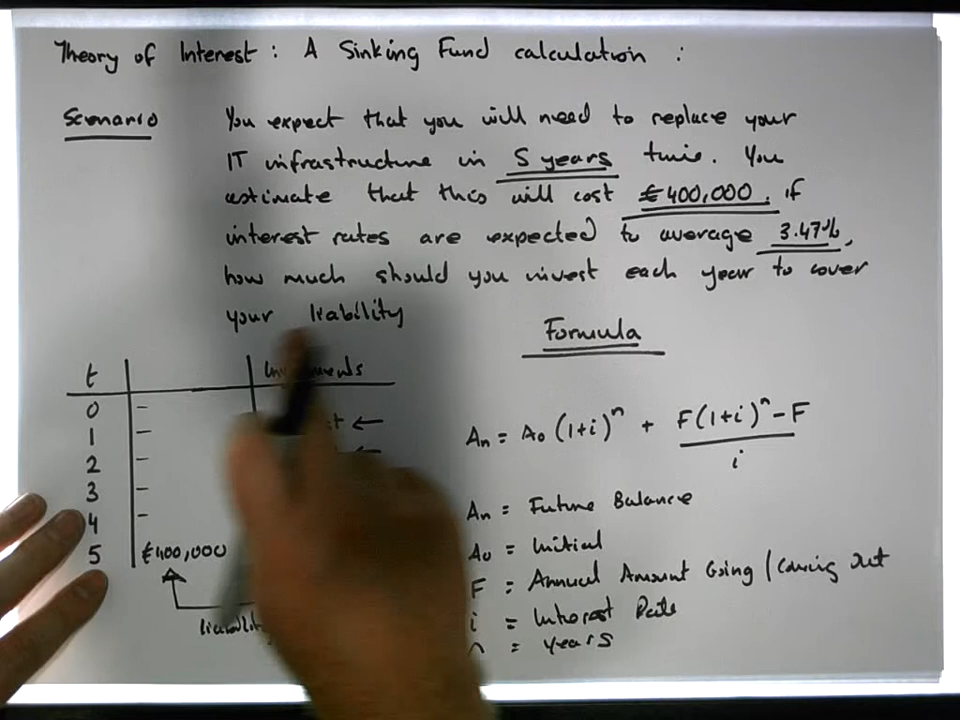 Theory of Interest : A Sinking Fund calculation :
Scenario
You expect that you will need to replace your
IT infrastructure in 5 years time. You
estimate that this will cost €400,000. if
interest rates are expected to average 3.47%,
how much should you invest each year to cover
your liability
Formula
t
0 -
1 - ←
2 -
3 -
4 -
5 €400,000
An = A0 (1+i)^n + F(1+i)^n - F
i
An = Future Balance
A0 = Initial
F = Annual Amount Going / Coming Out
i = Interest Rate
n = years